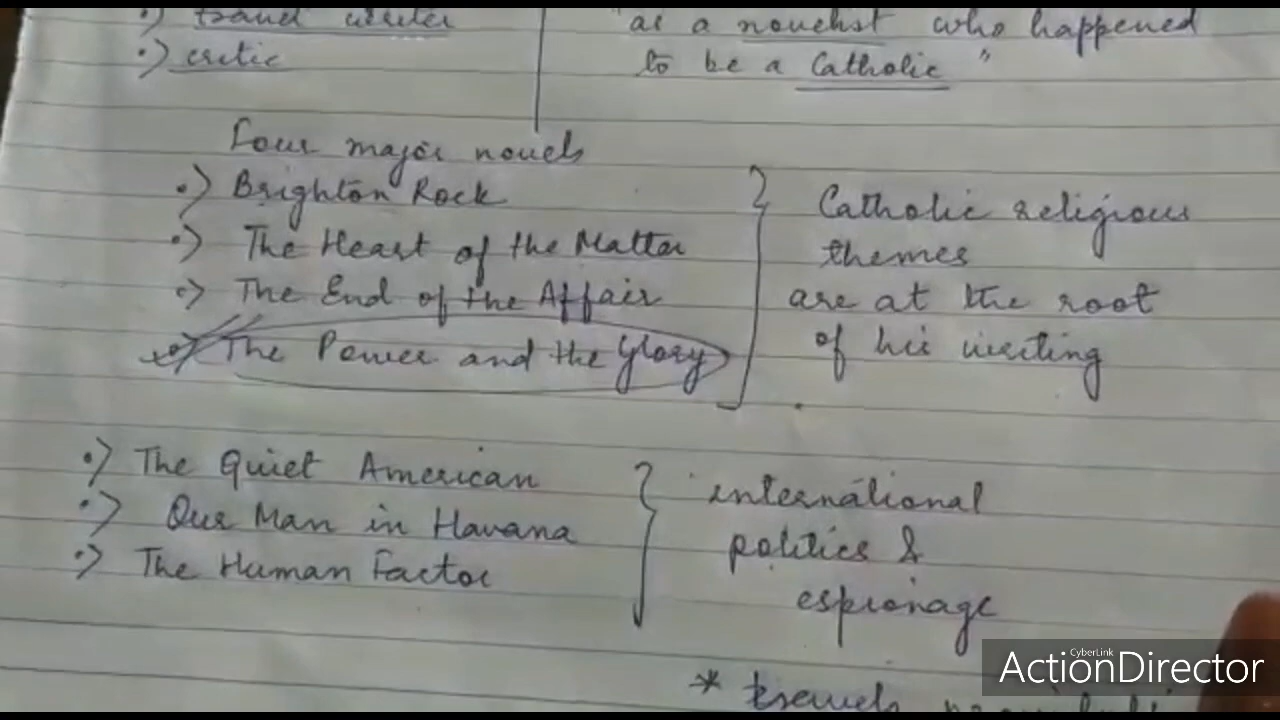 •) travel writer
•) critic
as a novelist who happened
to be a Catholic"
Four major novels
•) Brighton Rock
•) The Heart of the Matter
•) The End of the Affair
•) The Power and the Glory
Catholic religious
themes
are at the root
of his writing
•) The Quiet American
•) Our Man in Havana
•) The Human Factor
international
politics &
espionage
* travels
CyberLink
ActionDirector